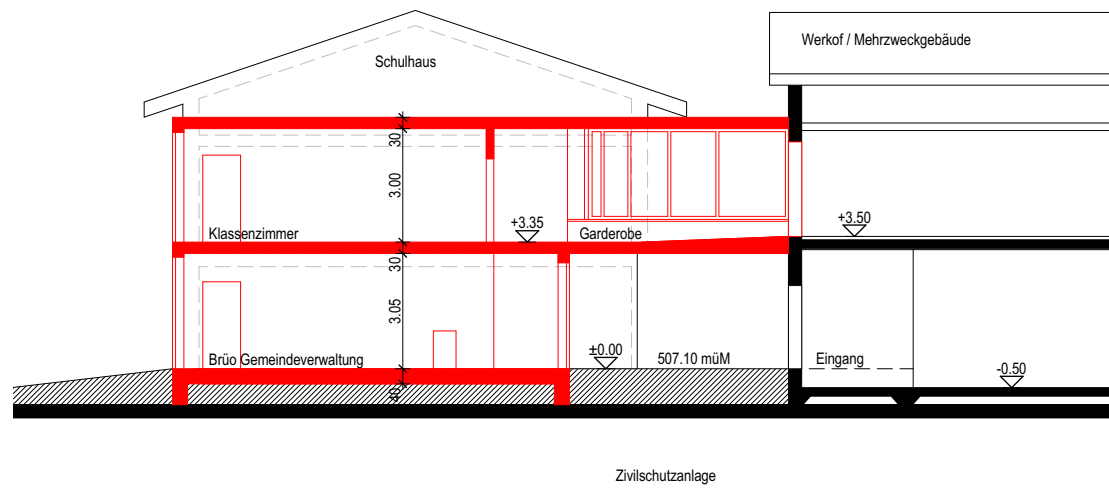 Werkof / Mehrzweckgebäude
Schulhaus
30
3.00
+3.35
+3.50
Klassenzimmer
Garderobe
30
3.05
Brüo Gemeindeverwaltung
±0.00
507.10 müM
Eingang
-0.50
40
Zivilschutzanlage